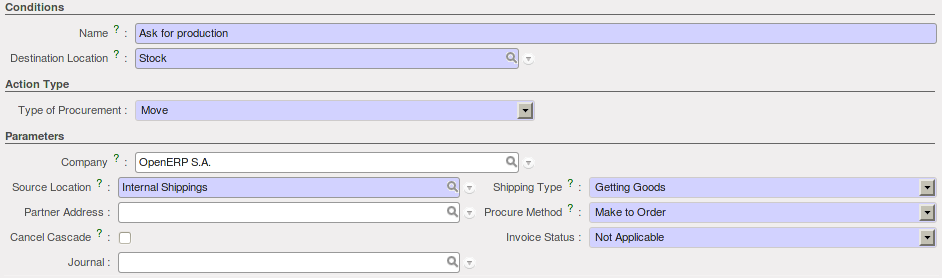 Conditions
Name ? : Ask for production
Destination Location ? : Stock
Action Type
Type of Procurement : Move
Parameters
Company ? : OpenERP S.A.
Source Location ? : Internal Shippings Shipping Type ? : Getting Goods
Partner Address : Procure Method ? : Make to Order
Cancel Cascade ? : Invoice Status : Not Applicable
Journal :